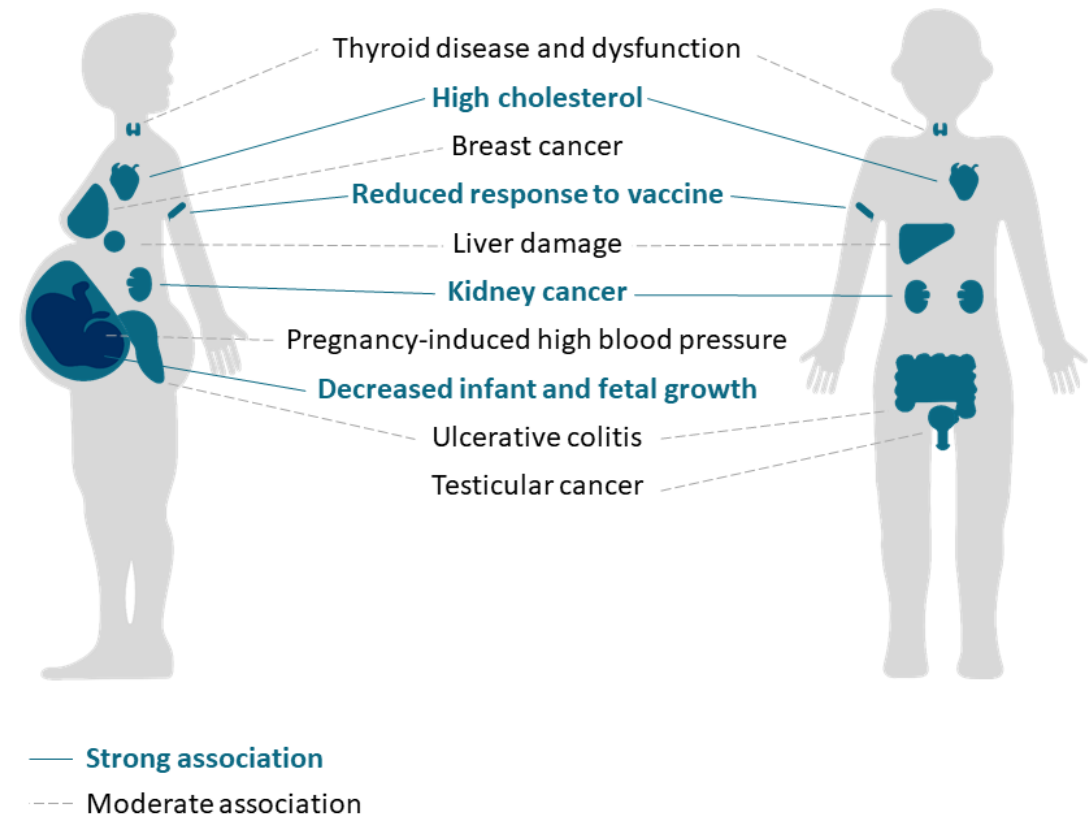 Thyroid disease and dysfunction
High cholesterol
Breast cancer
Reduced response to vaccine
Liver damage
Kidney cancer
Pregnancy-induced high blood pressure
Decreased infant and fetal growth
Ulcerative colitis
Testicular cancer
Strong association
Moderate association